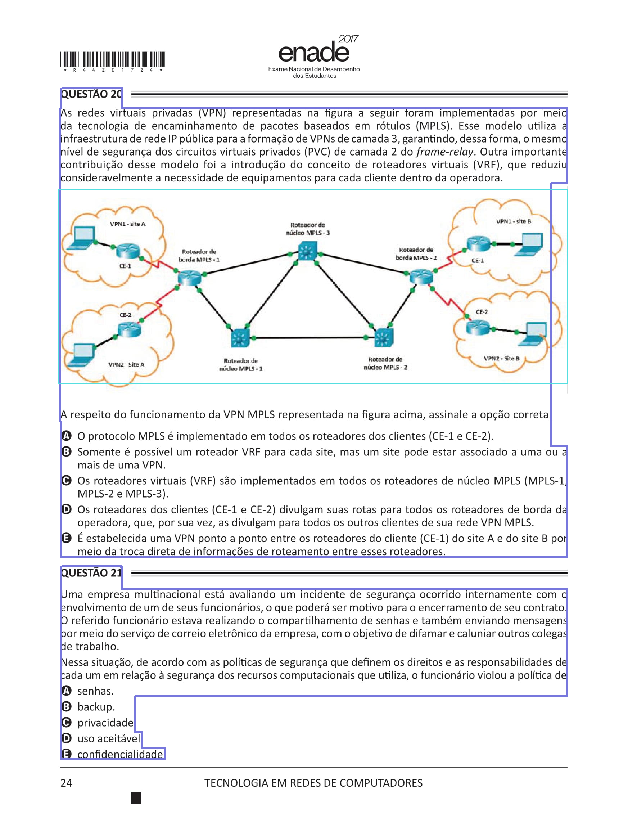 *R04201724*
enade
2017
Exame Nacional de Desempenho
dos Estudantes
QUESTÃO 20
As redes virtuais privadas (VPN) representadas na figura a seguir foram implementadas por meio
da tecnologia de encaminhamento de pacotes baseados em rótulos (MPLS). Esse modelo utiliza a
infraestrutura de rede IP pública para a formação de VPNs de camada 3, garantindo, dessa forma, o mesmo
nível de segurança dos circuitos virtuais privados (PVC) de camada 2 do frame-relay. Outra importante
contribuição desse modelo foi a introdução do conceito de roteadores virtuais (VRF), que reduziu
consideravelmente a necessidade de equipamentos para cada cliente dentro da operadora.
VPN1 - site A
CE-1
Roteador de
borda MPLS - 1
Roteador de
núcleo MPLS - 3
Roteador de
borda MPLS - 2
VPN1 - site B
CE-1
CE-2
VPN2 - Site A
Roteador de
núcleo MPLS - 1
Roteador de
núcleo MPLS - 2
CE-2
VPN2 - Site B
A respeito do funcionamento da VPN MPLS representada na figura acima, assinale a opção correta
A O protocolo MPLS é implementado em todos os roteadores dos clientes (CE-1 e CE-2).
B Somente é possível um roteador VRF para cada site, mas um site pode estar associado a uma ou a
mais de uma VPN.
C Os roteadores virtuais (VRF) são implementados em todos os roteadores de núcleo MPLS (MPLS-1,
MPLS-2 e MPLS-3).
D Os roteadores dos clientes (CE-1 e CE-2) divulgam suas rotas para todos os roteadores de borda da
operadora, que, por sua vez, as divulgam para todos os outros clientes de sua rede VPN MPLS.
E É estabelecida uma VPN ponto a ponto entre os roteadores do cliente (CE-1) do site A e do site B por
meio da troca direta de informações de roteamento entre esses roteadores.
QUESTÃO 21
Uma empresa multinacional está avaliando um incidente de segurança ocorrido internamente com o
envolvimento de um de seus funcionários, o que poderá ser motivo para o encerramento de seu contrato.
O referido funcionário estava realizando o compartilhamento de senhas e também enviando mensagens
por meio do serviço de correio eletrônico da empresa, com o objetivo de difamar e caluniar outros colegas
de trabalho.
Nessa situação, de acordo com as políticas de segurança que definem os direitos e as responsabilidades de
cada um em relação à segurança dos recursos computacionais que utiliza, o funcionário violou a política de
A senhas.
B backup.
C privacidade
D uso aceitável
E confidencialidade
24
TECNOLOGIA EM REDES DE COMPUTADORES